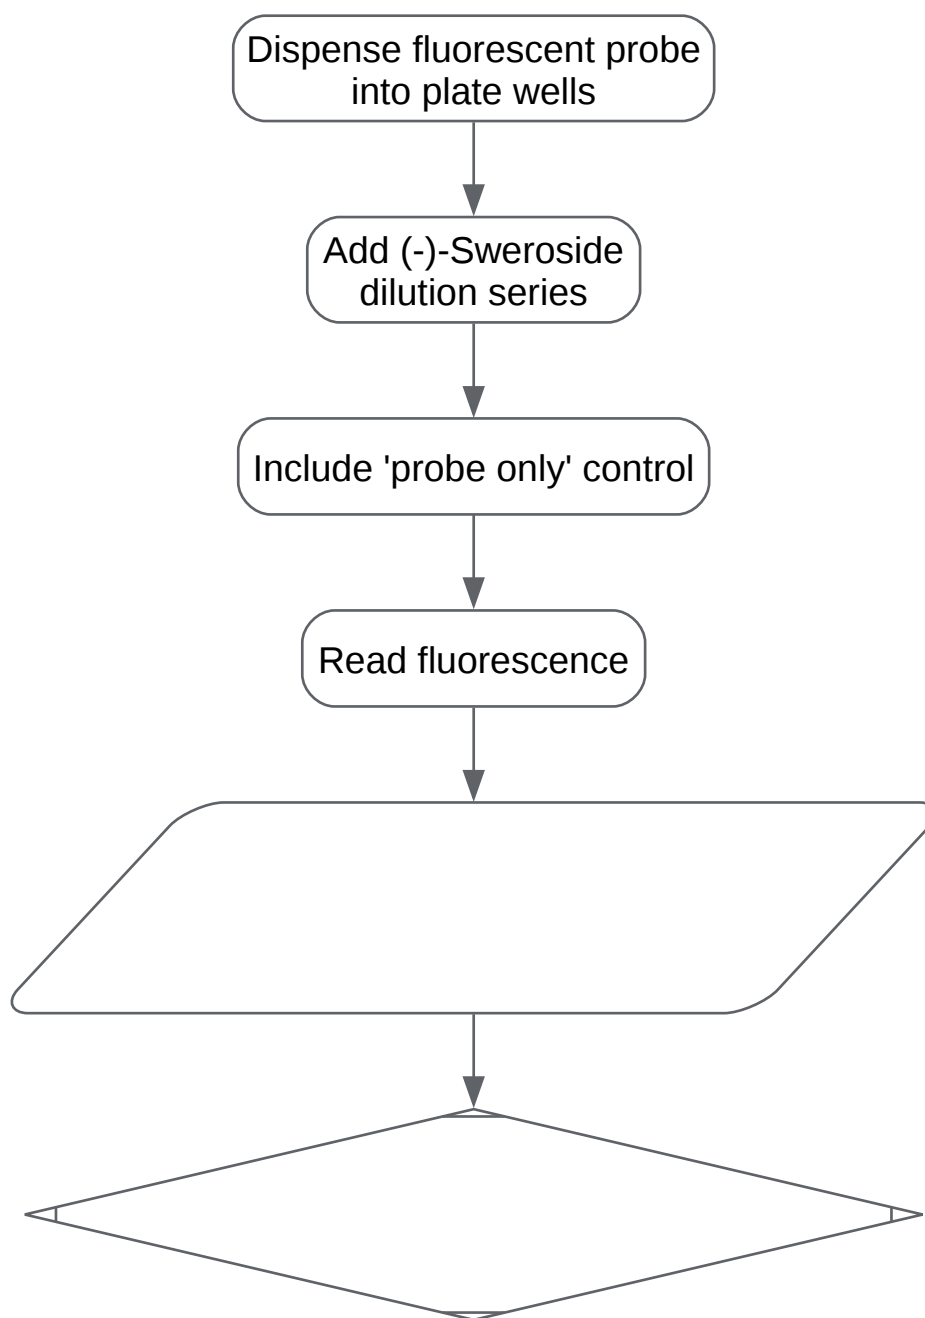 Dispense fluorescent probe
into plate wells
Add (-)-Sweroside
dilution series
Include 'probe only' control
Read fluorescence